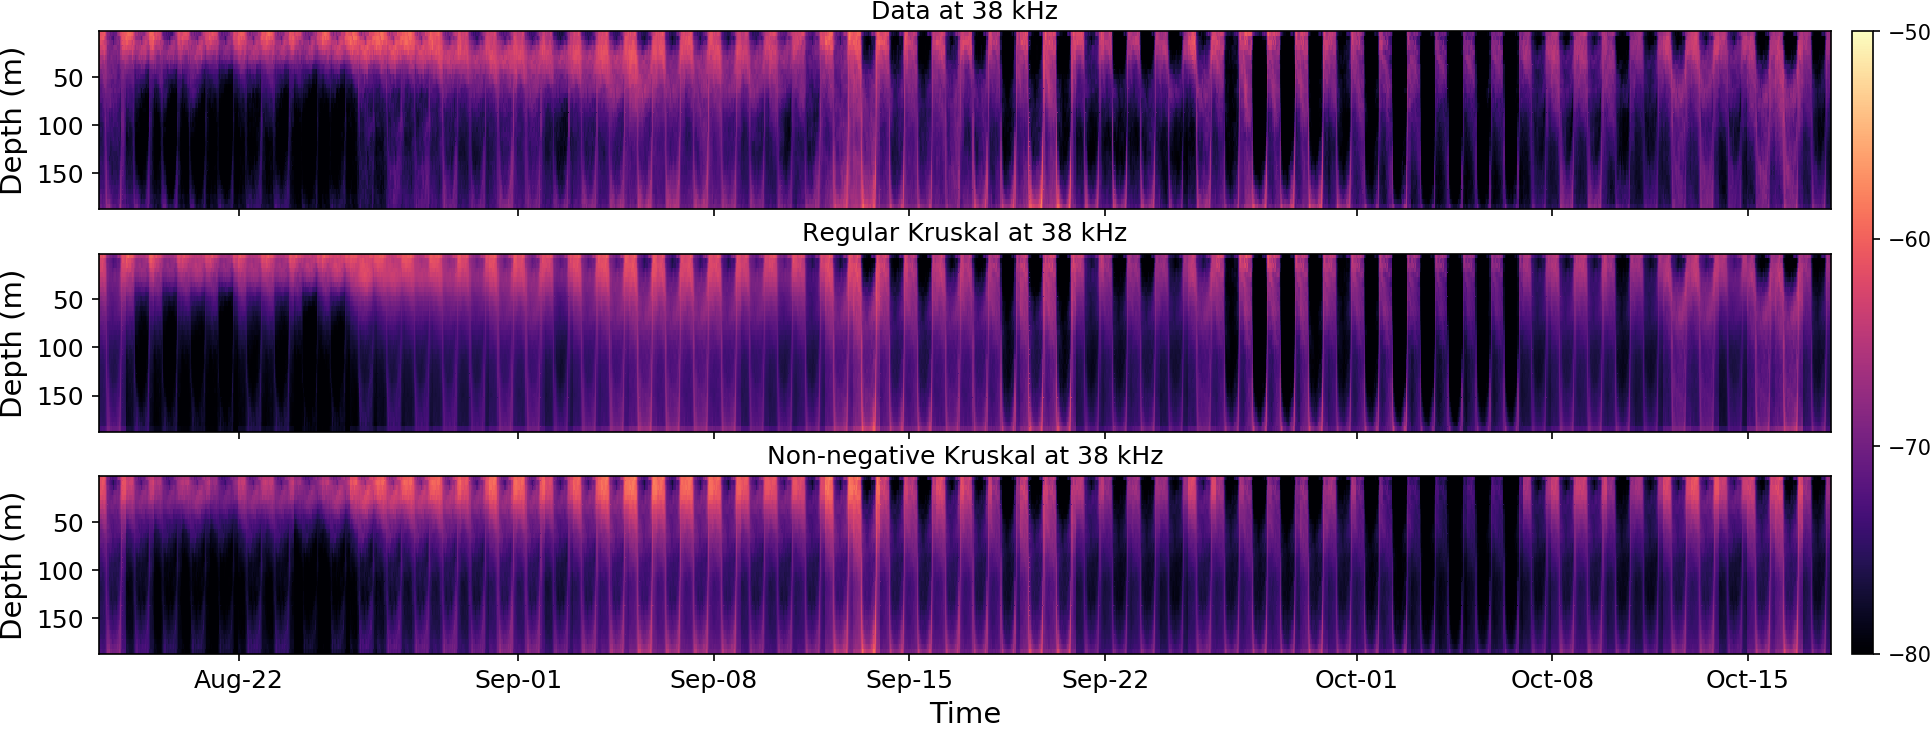 Data at 38 kHz
Depth (m)
50
100
150
Regular Kruskal at 38 kHz
Depth (m)
50
100
150
Non-negative Kruskal at 38 kHz
Depth (m)
50
100
150
Aug-22 Sep-01 Sep-08 Sep-15 Sep-22 Oct-01 Oct-08 Oct-15
Time
−50
−60
−70
−80